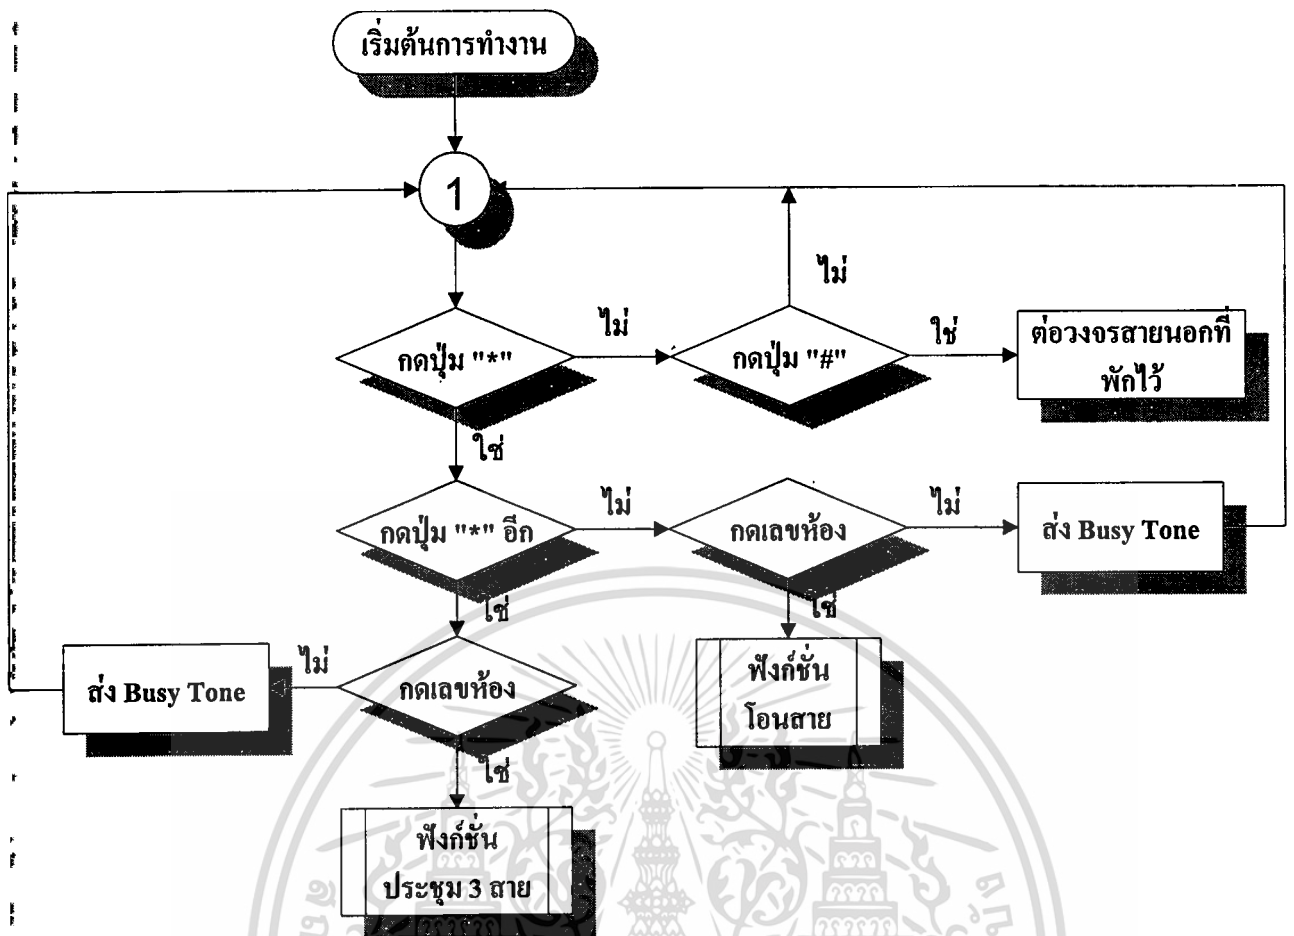 เริ่มต้นการทำงาน
1
ไม่
กดปุ่ม "*"
ไม่
กดปุ่ม "#"
ใช่
ต่อวงจรสายนอกที่
พักไว้
ใช่
กดปุ่ม "*" อีก
ไม่
กดเลขห้อง
ไม่
ส่ง Busy Tone
ใช่
ใช่
ส่ง Busy Tone
ไม่
กดเลขห้อง
ฟังก์ชั่น
โอนสาย
ใช่
ฟังก์ชั่น
ประชุม 3 สาย